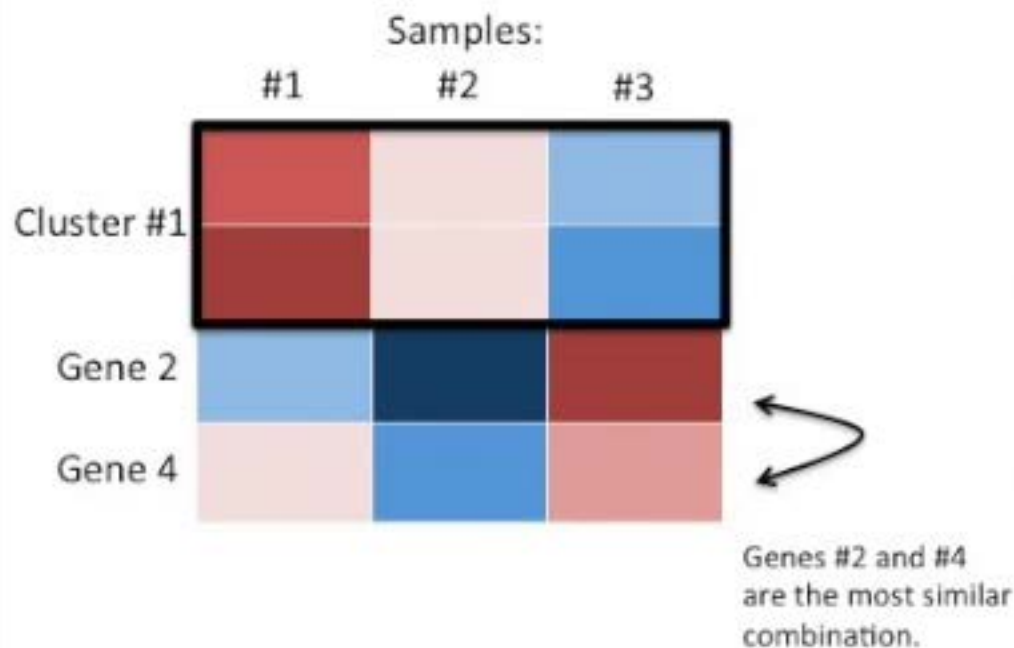 Samples:
#1 #2 #3
Cluster #1
Gene 2
Gene 4
Genes #2 and #4
are the most similar
combination.